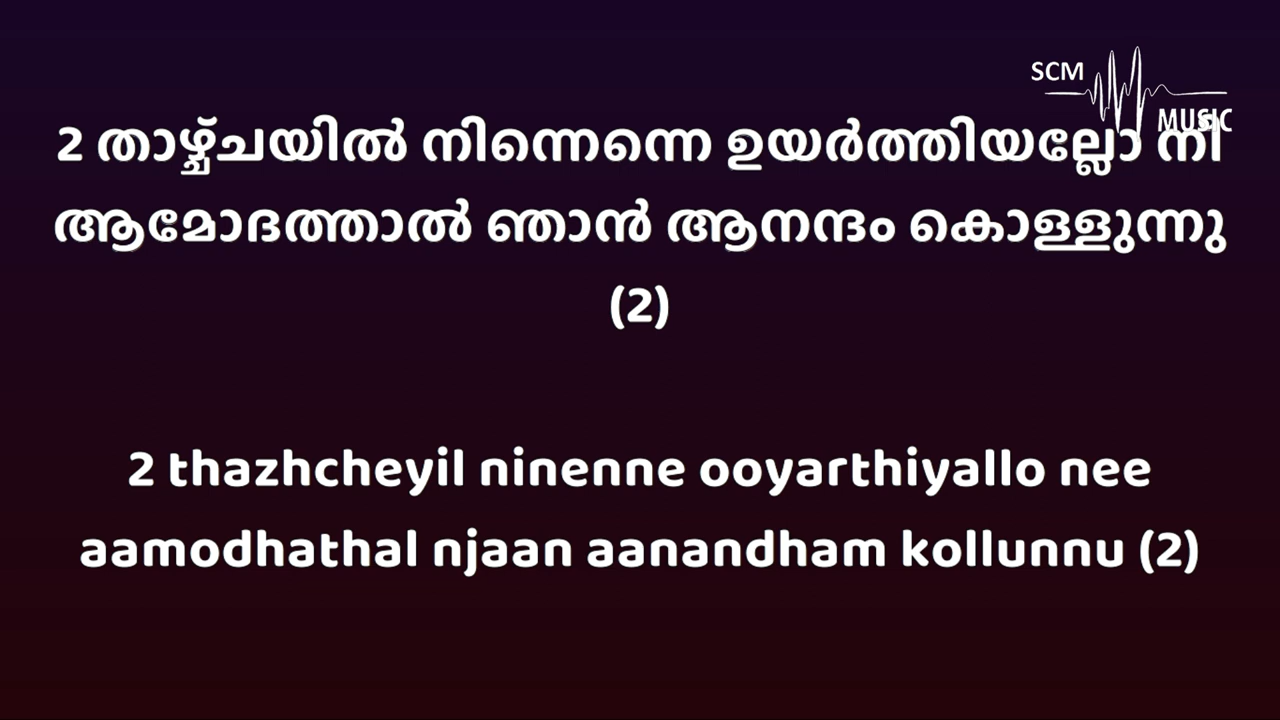 SCM
MUSIC
2 താഴ്ച്ചയിൽ നിന്നെന്നെ ഉയർത്തിയല്ലോ നീ
ആമോദത്താൽ ഞാൻ ആനന്ദം കൊള്ളുന്നു
(2)
2 thazhcheyil ninenne ooyarthiyallo nee
aamodhathal njaan aanandham kollunnu (2)